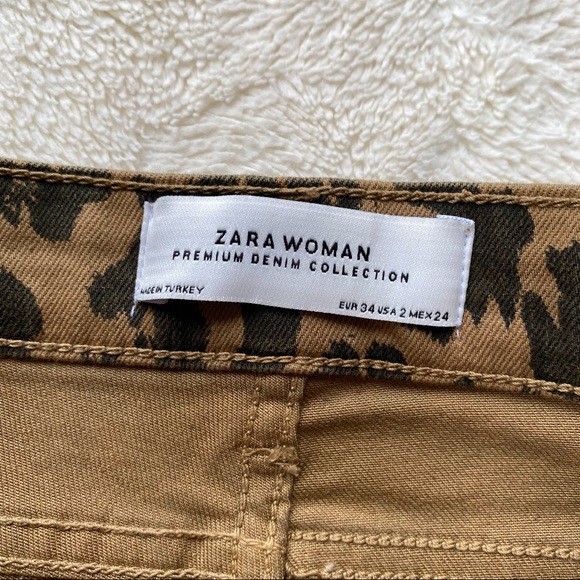 ZARA WOMAN
PREMIUM DENIM COLLECTION
MADE IN TURKEY
EUR 34 USA 2 MEX 24